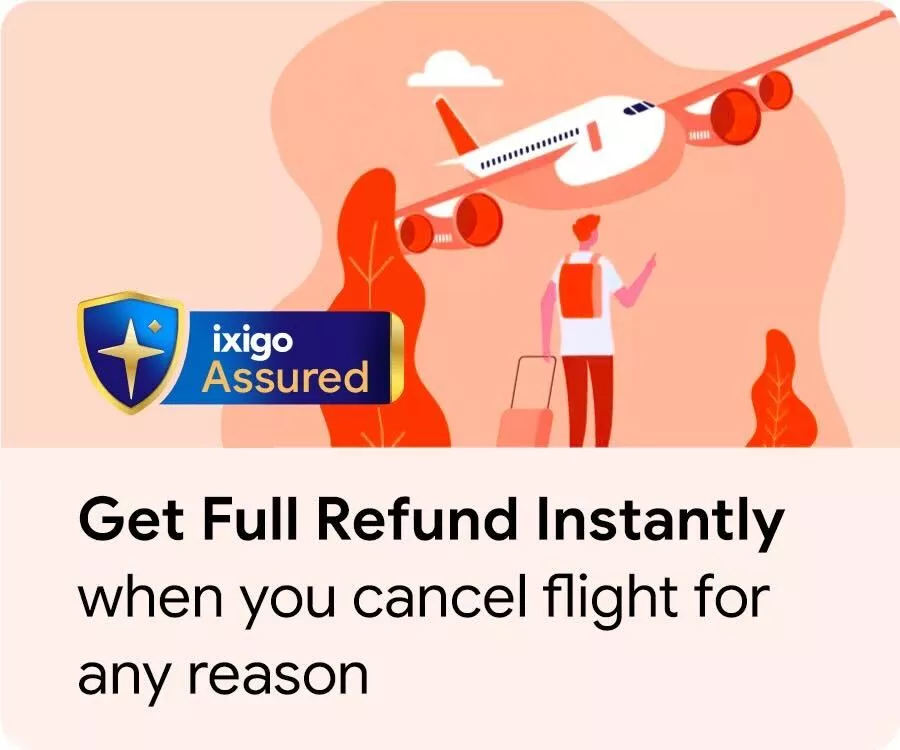 ixigo
Assured
Get Full Refund Instantly
when you cancel flight for
any reason